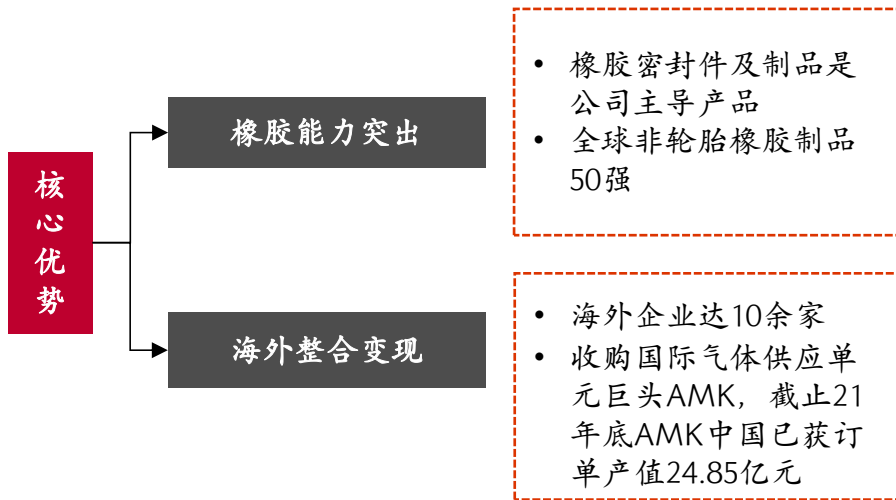 核心优势
橡胶能力突出
• 橡胶密封件及制品是
公司主导产品
• 全球非轮胎橡胶制品
50强
海外整合变现
• 海外企业达10余家
• 收购国际气体供应单
元巨头AMK，截止21
年底AMK中国已获订
单产值24.85亿元